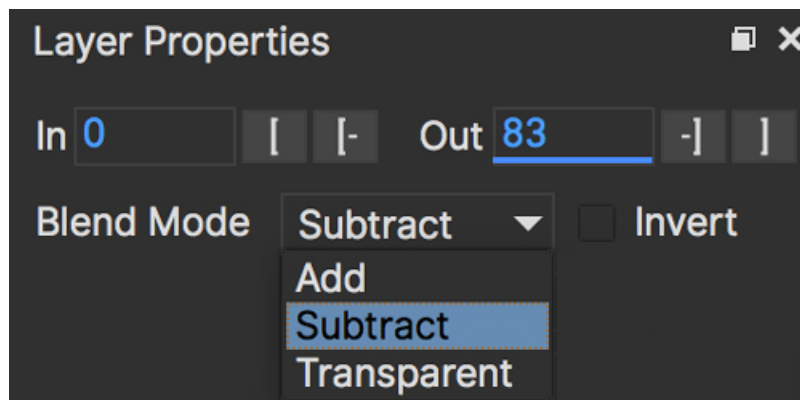 Layer Properties
In 0 [ [- Out 83 -] ]
Blend Mode Subtract Invert
Add
Subtract
Transparent